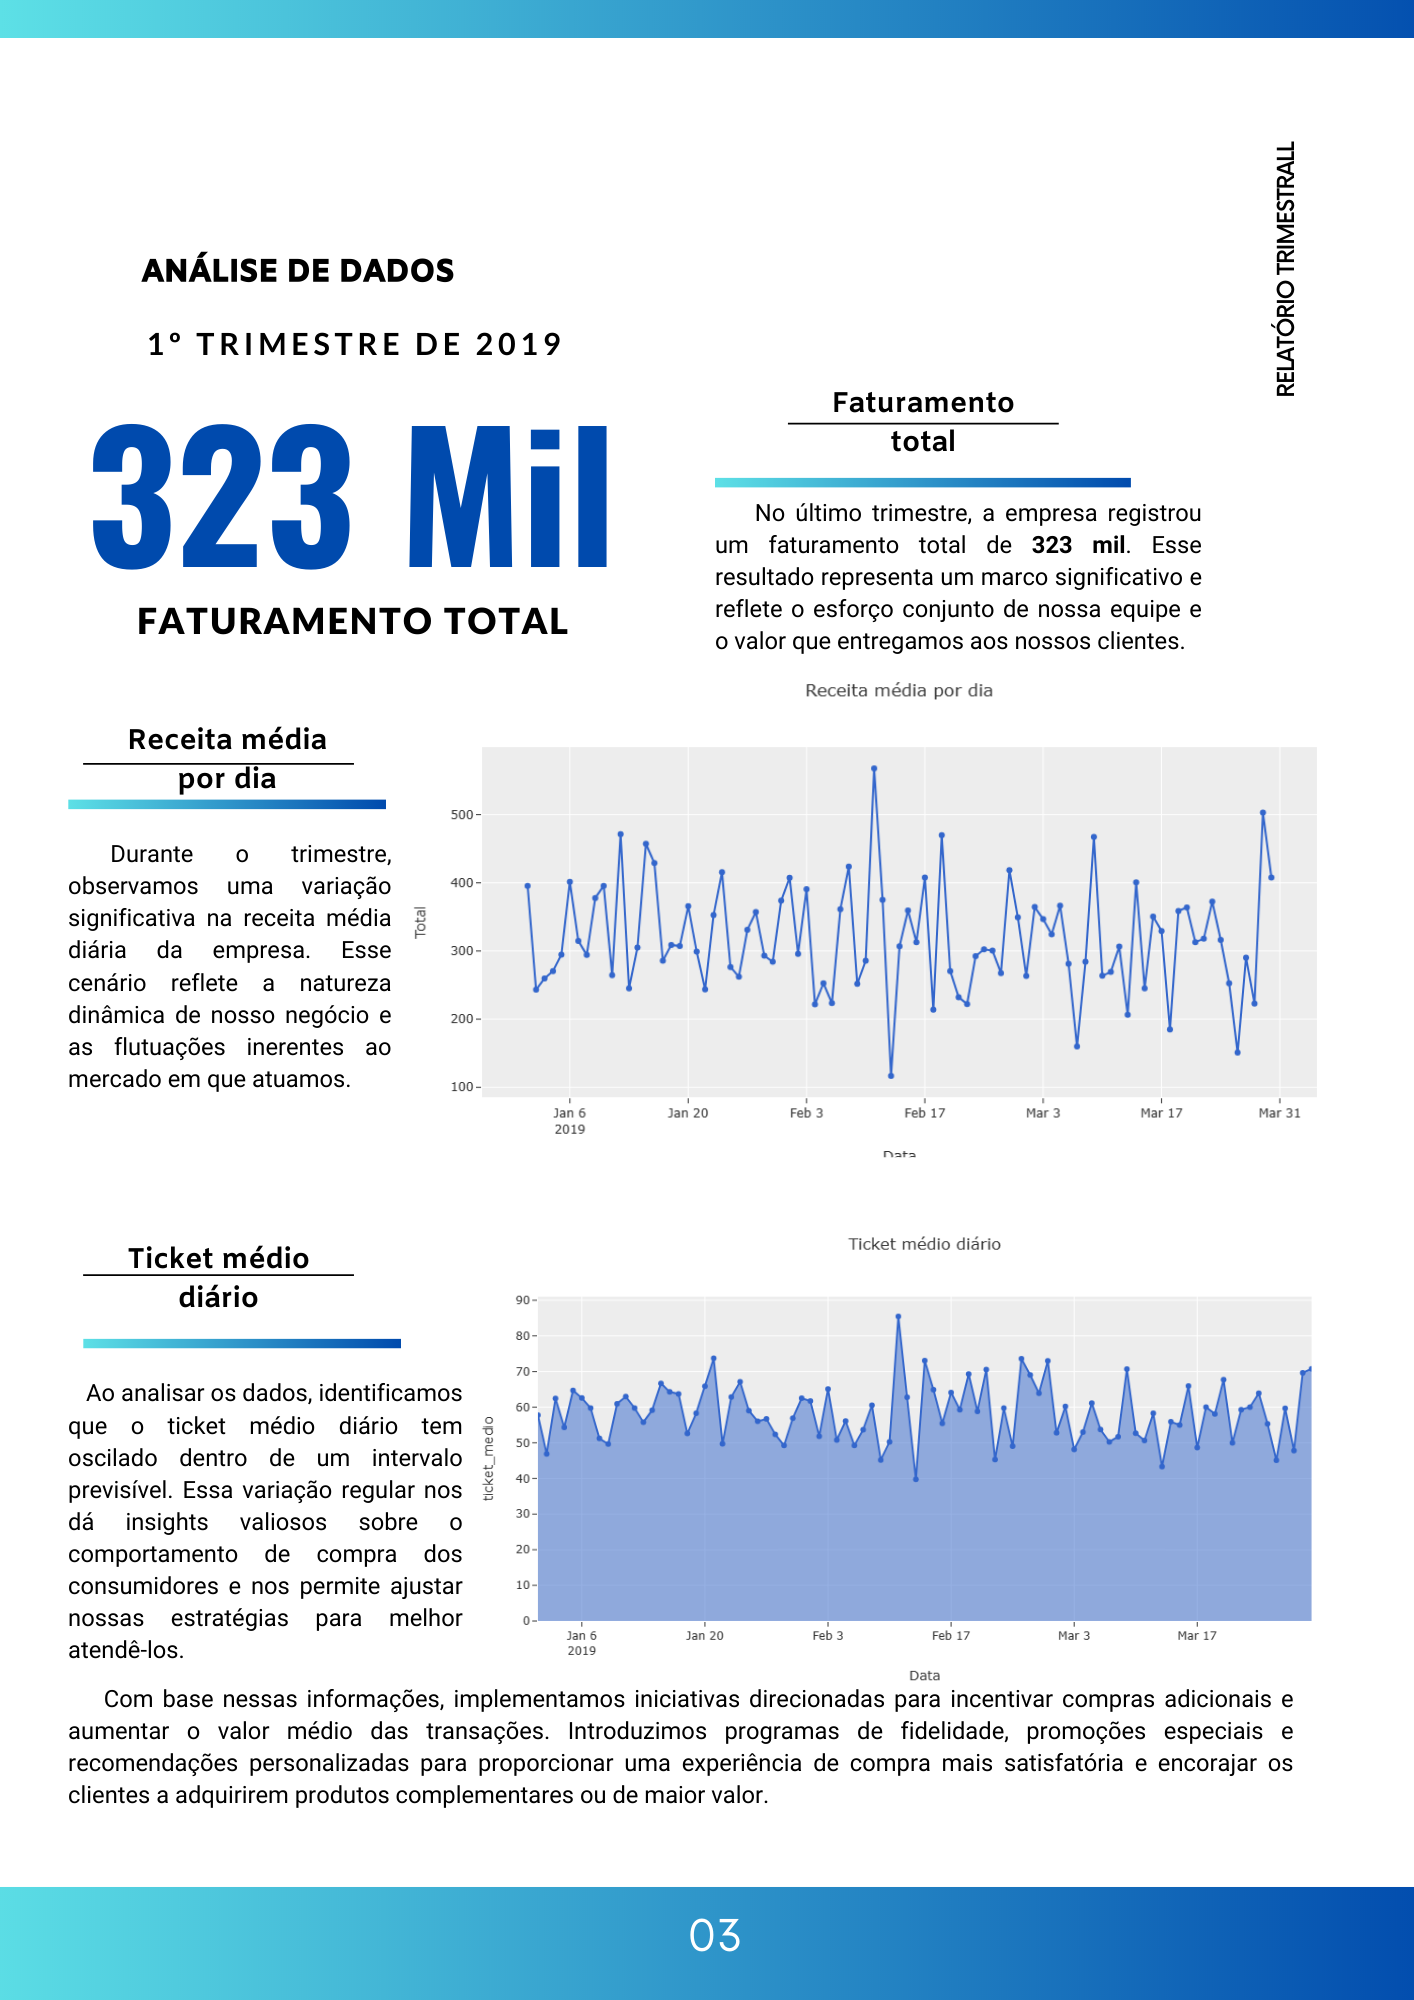 RELATÓRIO TRIMESTRALL
ANÁLISE DE DADOS
1º TRIMESTRE DE 2019
323 Mil
FATURAMENTO TOTAL
Faturamento
total
No último trimestre, a empresa registrou
um faturamento total de 323 mil. Esse
resultado representa um marco significativo e
reflete o esforço conjunto de nossa equipe e
o valor que entregamos aos nossos clientes.
Receita média
por dia
Durante o trimestre,
observamos uma variação
significativa na receita média
diária da empresa. Esse
cenário reflete a natureza
dinâmica de nosso negócio e
as flutuações inerentes ao
mercado em que atuamos.
Receita média por dia
Total
500
400
300
200
100
Jan 6 Jan 20 Feb 3 Feb 17 Mar 3 Mar 17 Mar 31
2019
Data
Ticket médio
diário
Ao analisar os dados, identificamos
que o ticket médio diário tem
oscilado dentro de um intervalo
previsível. Essa variação regular nos
dá insights valiosos sobre o
comportamento de compra dos
consumidores e nos permite ajustar
nossas estratégias para melhor
atendê-los.
Ticket médio diário
ticket_medio
90
80
70
60
50
40
30
20
10
0
Jan 6 Jan 20 Feb 3 Feb 17 Mar 3 Mar 17
2019
Data
Com base nessas informações, implementamos iniciativas direcionadas para incentivar compras adicionais e
aumentar o valor médio das transações. Introduzimos programas de fidelidade, promoções especiais e
recomendações personalizadas para proporcionar uma experiência de compra mais satisfatória e encorajar os
clientes a adquirirem produtos complementares ou de maior valor.
03